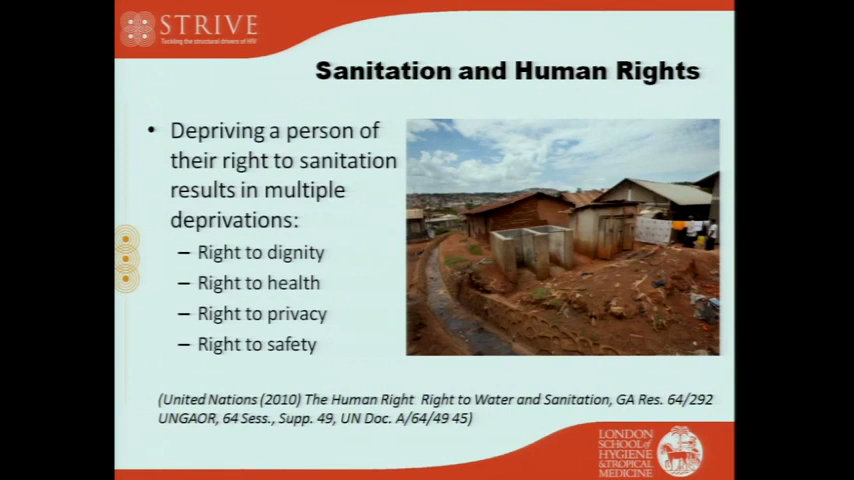 STRIVE
Tackling the structural drivers of HIV
Sanitation and Human Rights
• Depriving a person of
their right to sanitation
results in multiple
deprivations:
– Right to dignity
– Right to health
– Right to privacy
– Right to safety
(United Nations (2010) The Human Right Right to Water and Sanitation, GA Res. 64/292
UNGAOR, 64 Sess., Supp. 49, UN Doc. A/64/49 45)
LONDON
SCHOOL of
HYGIENE
& TROPICAL
MEDICINE